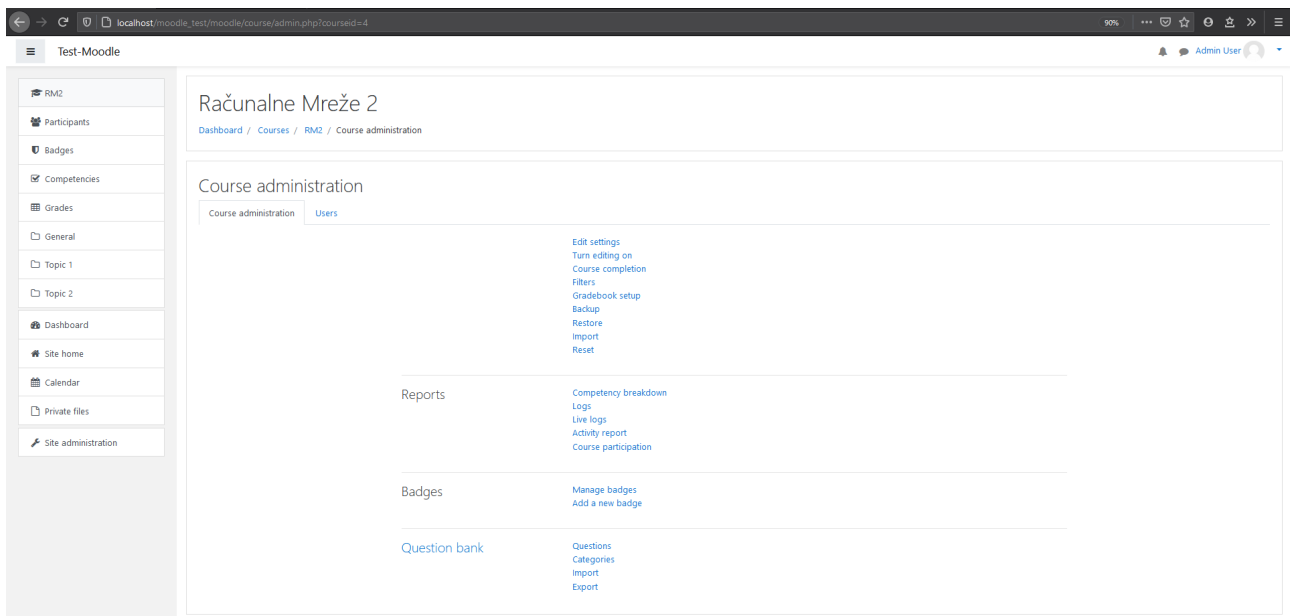 localhost/moodle_test/moodle/course/admin.php?courseid=4
90%
Test-Moodle
Admin User
RM2
Participants
Badges
Competencies
Grades
General
Topic 1
Topic 2
Dashboard
Site home
Calendar
Private files
Site administration
Računalne Mreže 2
Dashboard / Courses / RM2 / Course administration
Course administration
Course administration Users
Edit settings
Turn editing on
Course completion
Filters
Gradebook setup
Backup
Restore
Import
Reset
Reports
Competency breakdown
Logs
Live logs
Activity report
Course participation
Badges
Manage badges
Add a new badge
Question bank
Questions
Categories
Import
Export